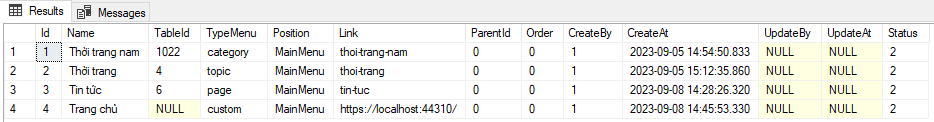 Results Messages
Id Name TableId TypeMenu Position Link ParentId Order CreateBy CreateAt UpdateBy UpdateAt Status
1 1 Thời trang nam 1022 category MainMenu thoi-trang-nam 0 0 1 2023-09-05 14:54:50.833 NULL NULL 2
2 2 Thời trang 4 topic MainMenu thoi-trang 0 0 1 2023-09-05 15:12:35.860 NULL NULL 2
3 3 Tin tức 6 page MainMenu tin-tuc 0 0 1 2023-09-08 14:28:26.320 NULL NULL 2
4 4 Trang chủ NULL custom MainMenu https://localhost:44310/ 0 0 1 2023-09-08 14:45:53.330 NULL NULL 2